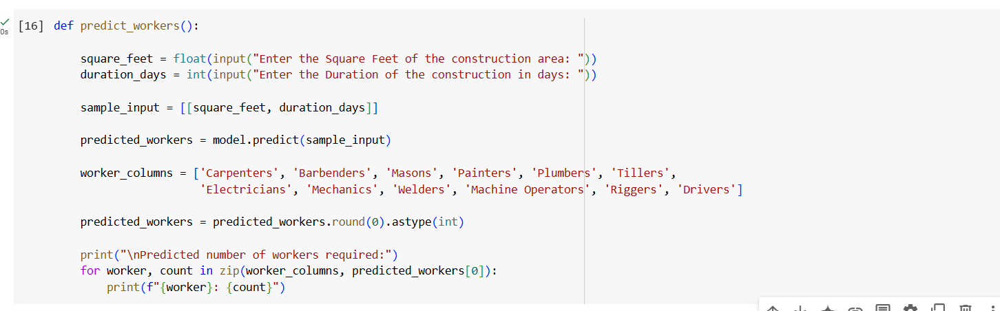 [16] def predict_workers():
0s
square_feet = float(input("Enter the Square Feet of the construction area: "))
duration_days = int(input("Enter the Duration of the construction in days: "))
sample_input = [[square_feet, duration_days]]
predicted_workers = model.predict(sample_input)
worker_columns = ['Carpenters', 'Barbenders', 'Masons', 'Painters', 'Plumbers', 'Tillers',
'Electricians', 'Mechanics', 'Welders', 'Machine Operators', 'Riggers', 'Drivers']
predicted_workers = predicted_workers.round(0).astype(int)
print("\nPredicted number of workers required:")
for worker, count in zip(worker_columns, predicted_workers[0]):
print(f"{worker}: {count}")